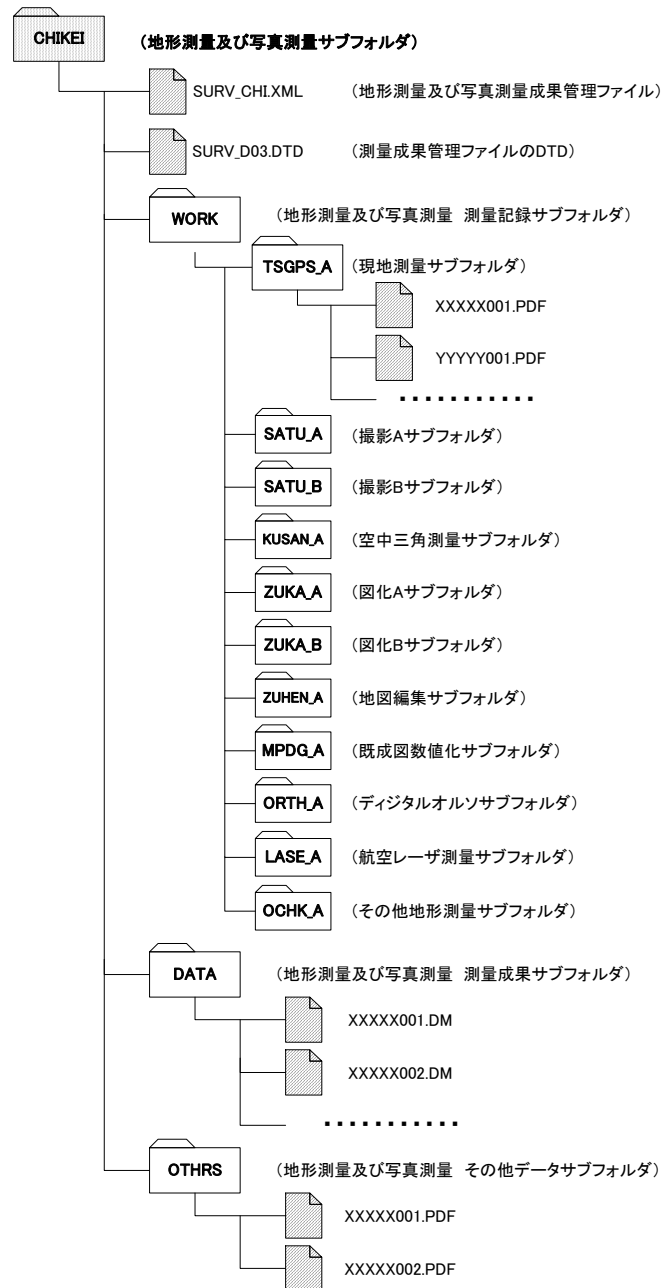 CHIKEI (地形測量及び写真測量サブフォルダ)
SURV_CHI.XML (地形測量及び写真測量成果管理ファイル)
SURV_D03.DTD (測量成果管理ファイルのDTD)
WORK (地形測量及び写真測量 測量記録サブフォルダ)
TSGPS_A (現地測量サブフォルダ)
XXXXX001.PDF
YYYYY001.PDF
・・・・・・・・・・・
SATU_A (撮影Aサブフォルダ)
SATU_B (撮影Bサブフォルダ)
KUSAN_A (空中三角測量サブフォルダ)
ZUKA_A (図化Aサブフォルダ)
ZUKA_B (図化Bサブフォルダ)
ZUHEN_A (地図編集サブフォルダ)
MPDG_A (既成図数値化サブフォルダ)
ORTH_A (ディジタルオルソサブフォルダ)
LASE_A (航空レーザ測量サブフォルダ)
OCHK_A (その他地形測量サブフォルダ)
DATA (地形測量及び写真測量 測量成果サブフォルダ)
XXXXX001.DM
XXXXX002.DM
・・・・・・・・・・・
OTHRS (地形測量及び写真測量 その他データサブフォルダ)
XXXXX001.PDF
XXXXX002.PDF